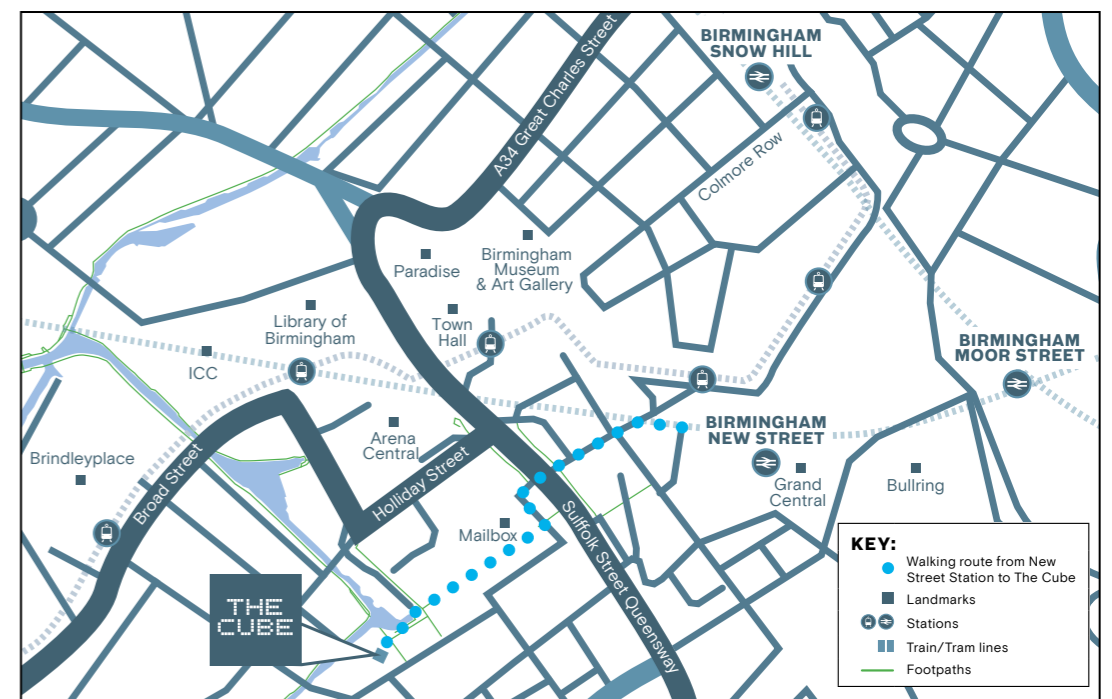 BIRMINGHAM
SNOW HILL
A34 Great Charles Street
Colmore Row
Paradise
Birmingham
Museum
& Art Gallery
Library of
Birmingham
Town
Hall
ICC
BIRMINGHAM
MOOR STREET
Arena
Central
BIRMINGHAM
NEW STREET
Brindleyplace
Broad Street
Holliday Street
Grand
Central
Bullring
Mailbox
Sulffolk Street Queensway
THE
CUBE
KEY:
Walking route from New
Street Station to The Cube
Landmarks
Stations
Train/Tram lines
Footpaths